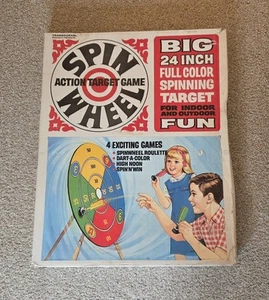 SPIN
ACTION TARGET GAME
WHEEL
BIG
24 INCH
FULL COLOR
SPINNING
TARGET
FOR INDOOR
AND OUTDOOR
FUN
4 EXCITING GAMES
• SPINWHEEL ROULETTE
• DART-A-COLOR
HIGH NOON
SPIN'N'WIN